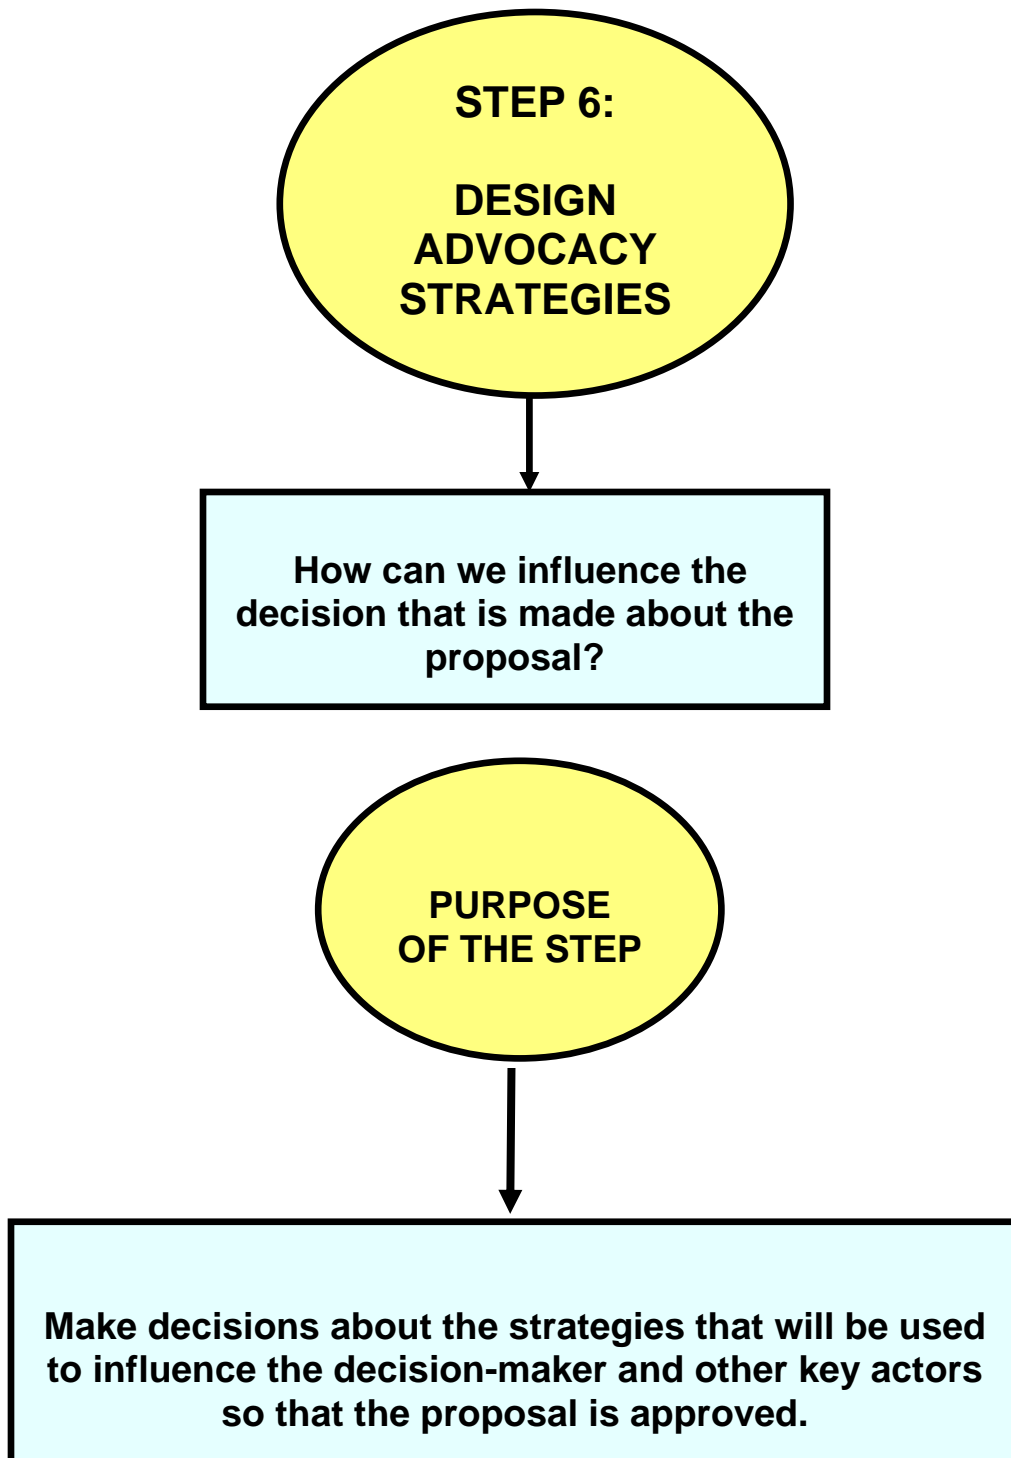 STEP 6:
DESIGN
ADVOCACY
STRATEGIES
How can we influence the
decision that is made about the
proposal?
PURPOSE
OF THE STEP
Make decisions about the strategies that will be used
to influence the decision-maker and other key actors
so that the proposal is approved.